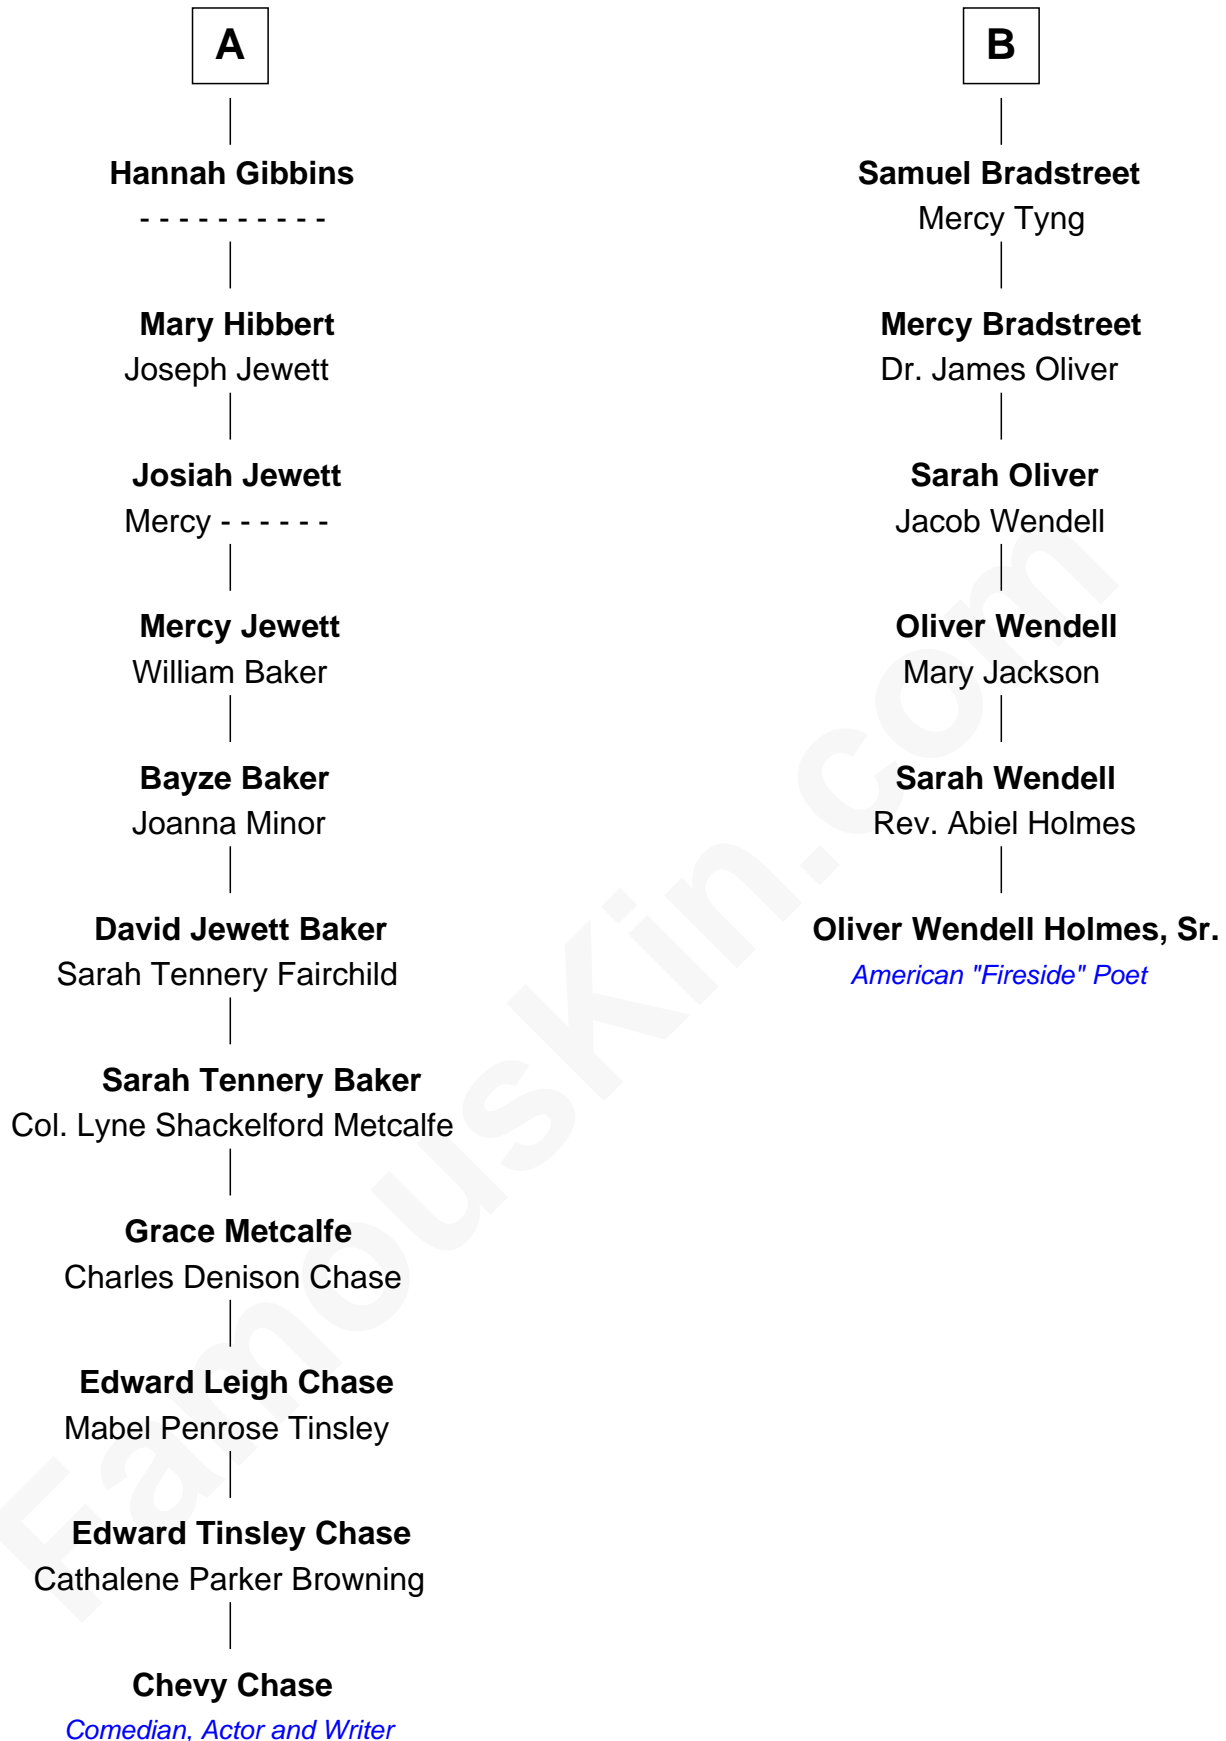 A
Hannah Gibbins
- - - - - - - - - -
Mary Hibbert
Joseph Jewett
Josiah Jewett
Mercy - - - - - -
Mercy Jewett
William Baker
Bayze Baker
Joanna Minor
David Jewett Baker
Sarah Tennery Fairchild
Sarah Tennery Baker
Col. Lyne Shackelford Metcalfe
Grace Metcalfe
Charles Denison Chase
Edward Leigh Chase
Mabel Penrose Tinsley
Edward Tinsley Chase
Cathalene Parker Browning
Chevy Chase
Comedian, Actor and Writer
B
Samuel Bradstreet
Mercy Tyng
Mercy Bradstreet
Dr. James Oliver
Sarah Oliver
Jacob Wendell
Oliver Wendell
Mary Jackson
Sarah Wendell
Rev. Abiel Holmes
Oliver Wendell Holmes, Sr.
American "Fireside" Poet
FamousKin.com